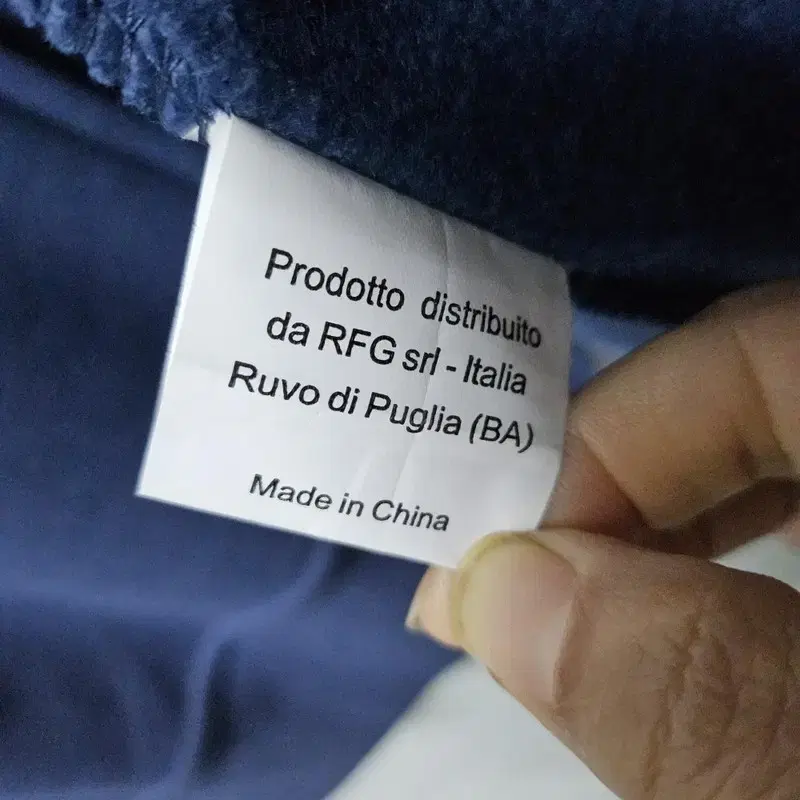 Prodotto distribuito
da RFG srl - Italia
Ruvo di Puglia (BA)
Made in China